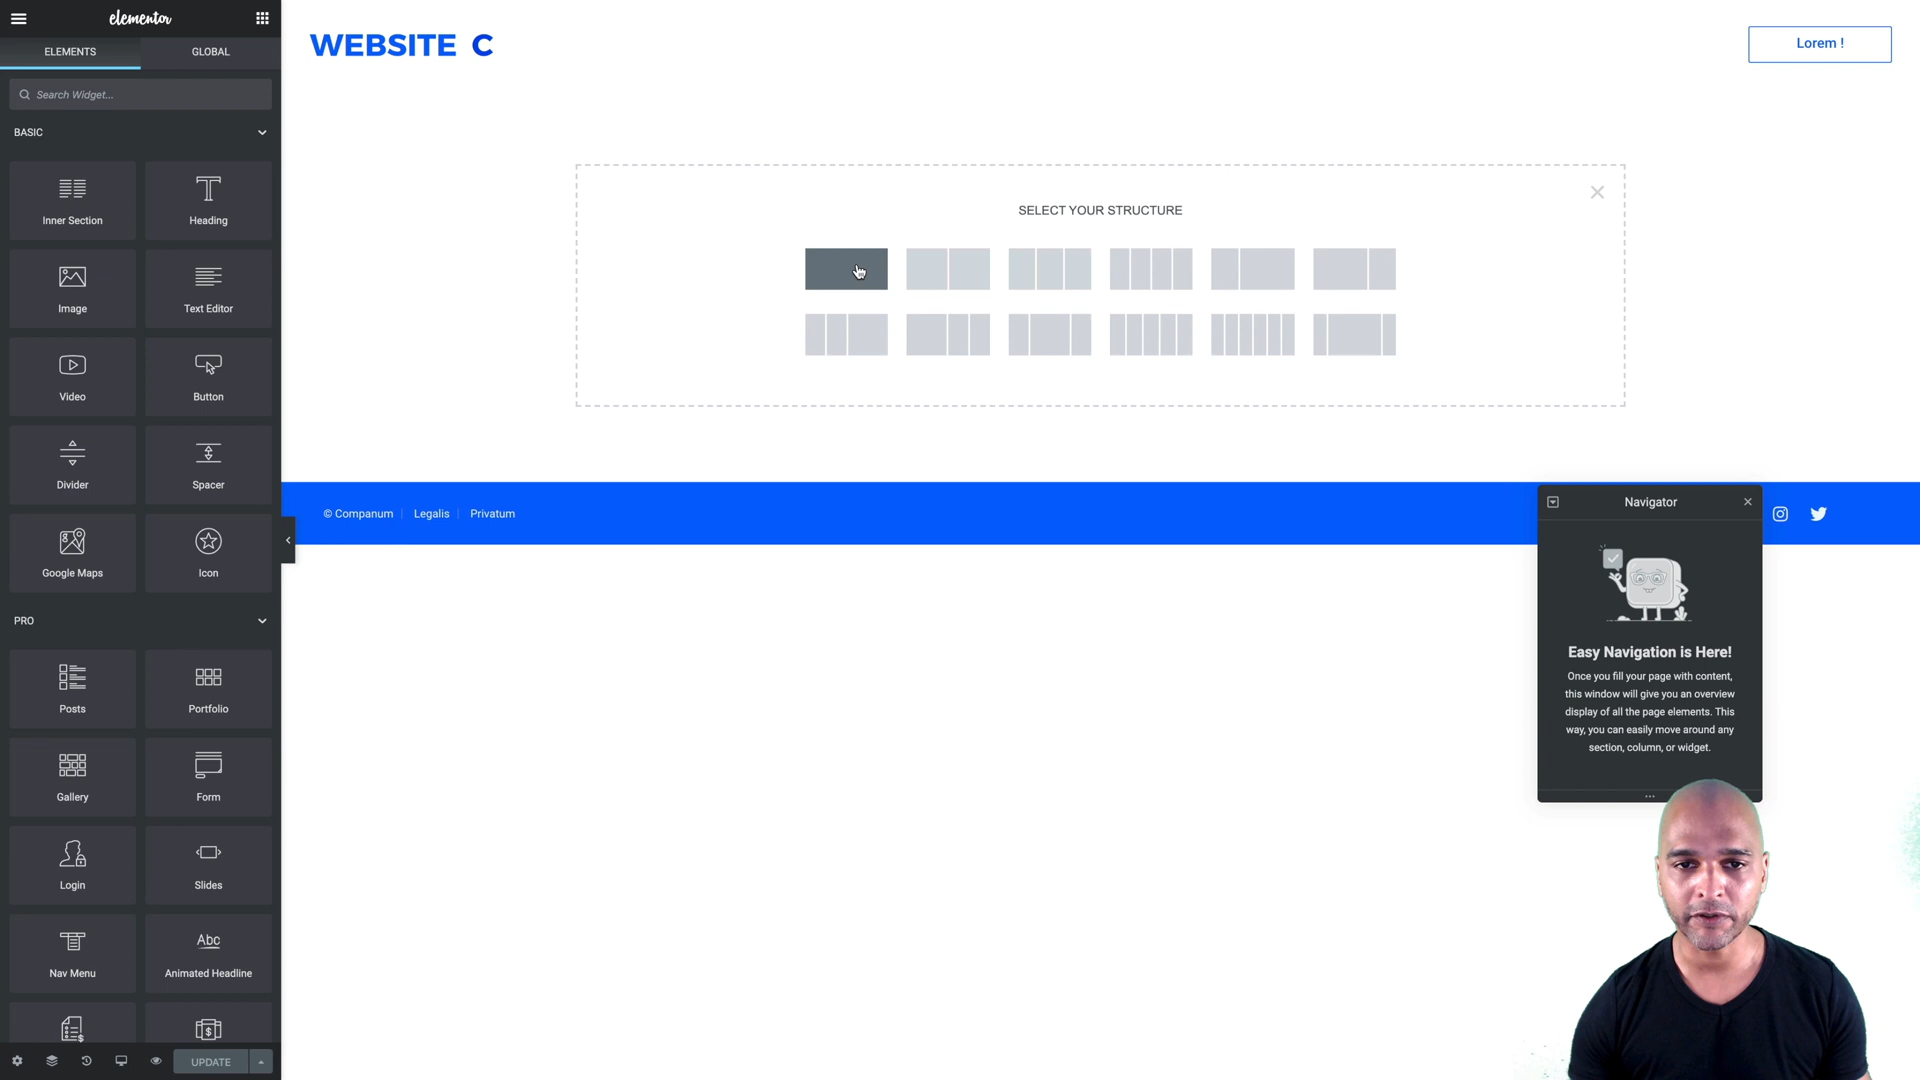 elementor
ELEMENTS
GLOBAL
Search Widget...
BASIC
Inner Section
Heading
Image
Text Editor
Video
Button
Divider
Spacer
Google Maps
Icon
PRO
Posts
Portfolio
Gallery
Form
Login
Slides
Nav Menu
Abc
Animated Headline
UPDATE
WEBSITE C
Lorem !
SELECT YOUR STRUCTURE
© Companum
Legalis
Privatum
Navigator
Easy Navigation is Here!
Once you fill your page with content,
this window will give you an overview
display of all the page elements. This
way, you can easily move around any
section, column, or widget.